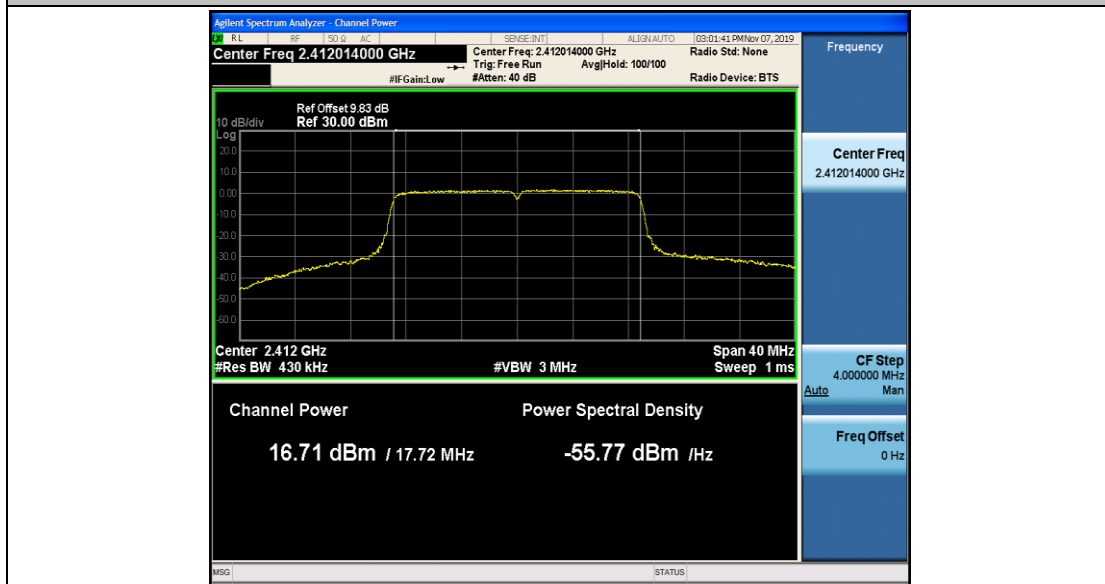 Agilent Spectrum Analyzer - Channel Power
RL RF 50 Ω AC SENSE:INT ALIGN AUTO 03:01:41 PM Nov 07, 2019
Center Freq 2.412014000 GHz
Center Freq: 2.412014000 GHz
Radio Std: None
Trig: Free Run Avg|Hold: 100/100
#IFGain:Low #Atten: 40 dB
Radio Device: BTS
Ref Offset 9.83 dB
10 dB/div Ref 30.00 dBm
Log
20.0
10.0
0.00
-10.0
-20.0
-30.0
-40.0
-50.0
-60.0
Center 2.412 GHz Span 40 MHz
#Res BW 430 kHz #VBW 3 MHz Sweep 1 ms
Channel Power Power Spectral Density
16.71 dBm / 17.72 MHz -55.77 dBm /Hz
MSG STATUS
Frequency
Center Freq
2.412014000 GHz
CF Step
4.000000 MHz
Auto Man
Freq Offset
0 Hz